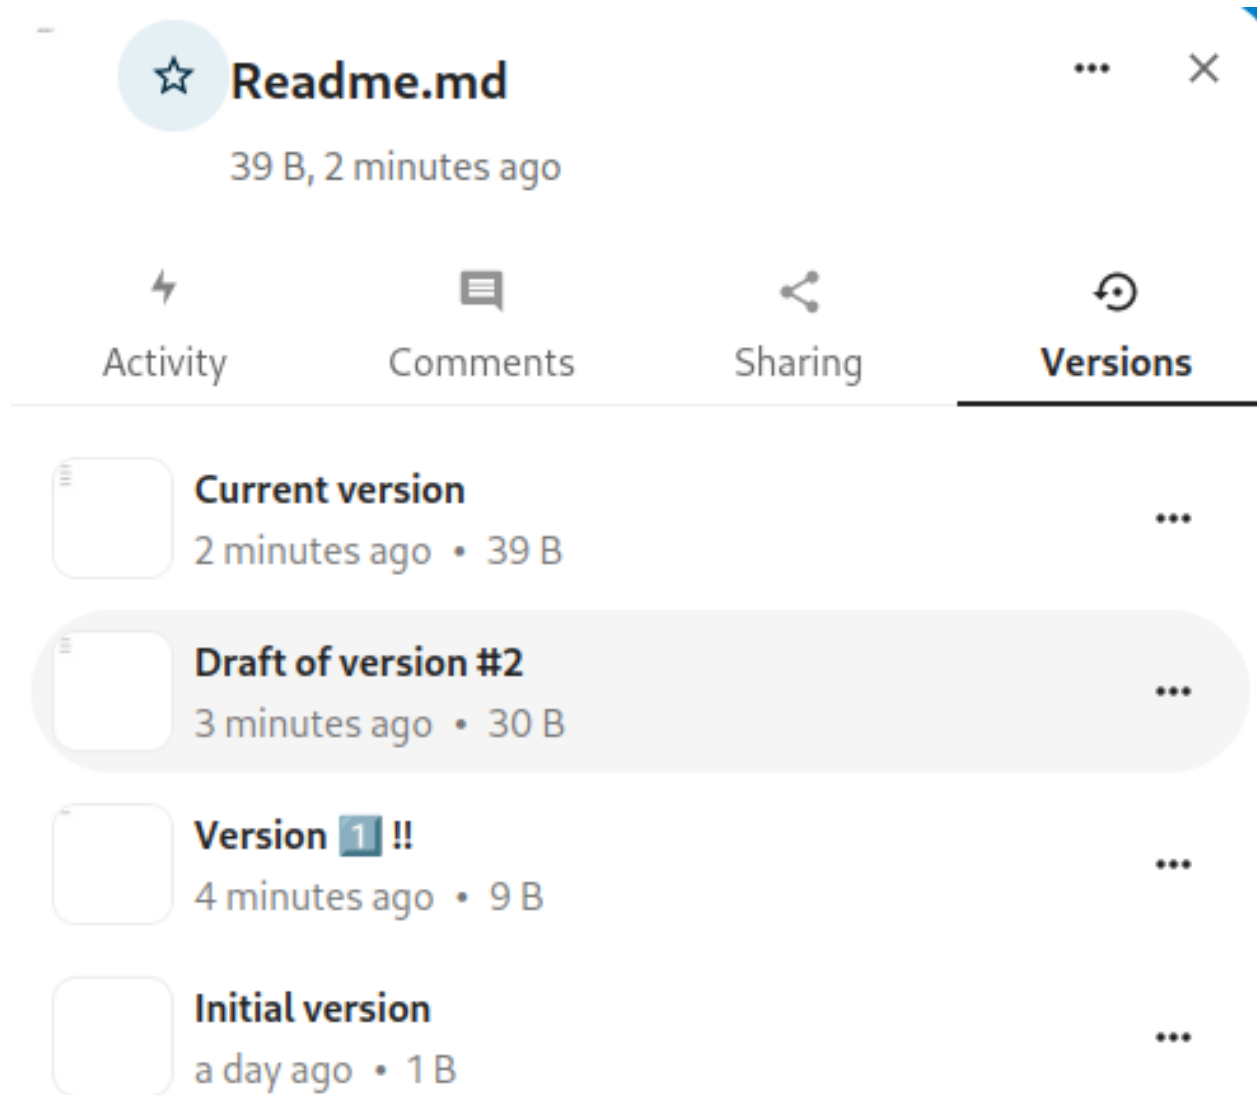 Readme.md
39 B, 2 minutes ago
Activity
Comments
Sharing
Versions
Current version
2 minutes ago • 39 B
Draft of version #2
3 minutes ago • 30 B
Version 1️⃣ !!
4 minutes ago • 9 B
Initial version
a day ago • 1 B